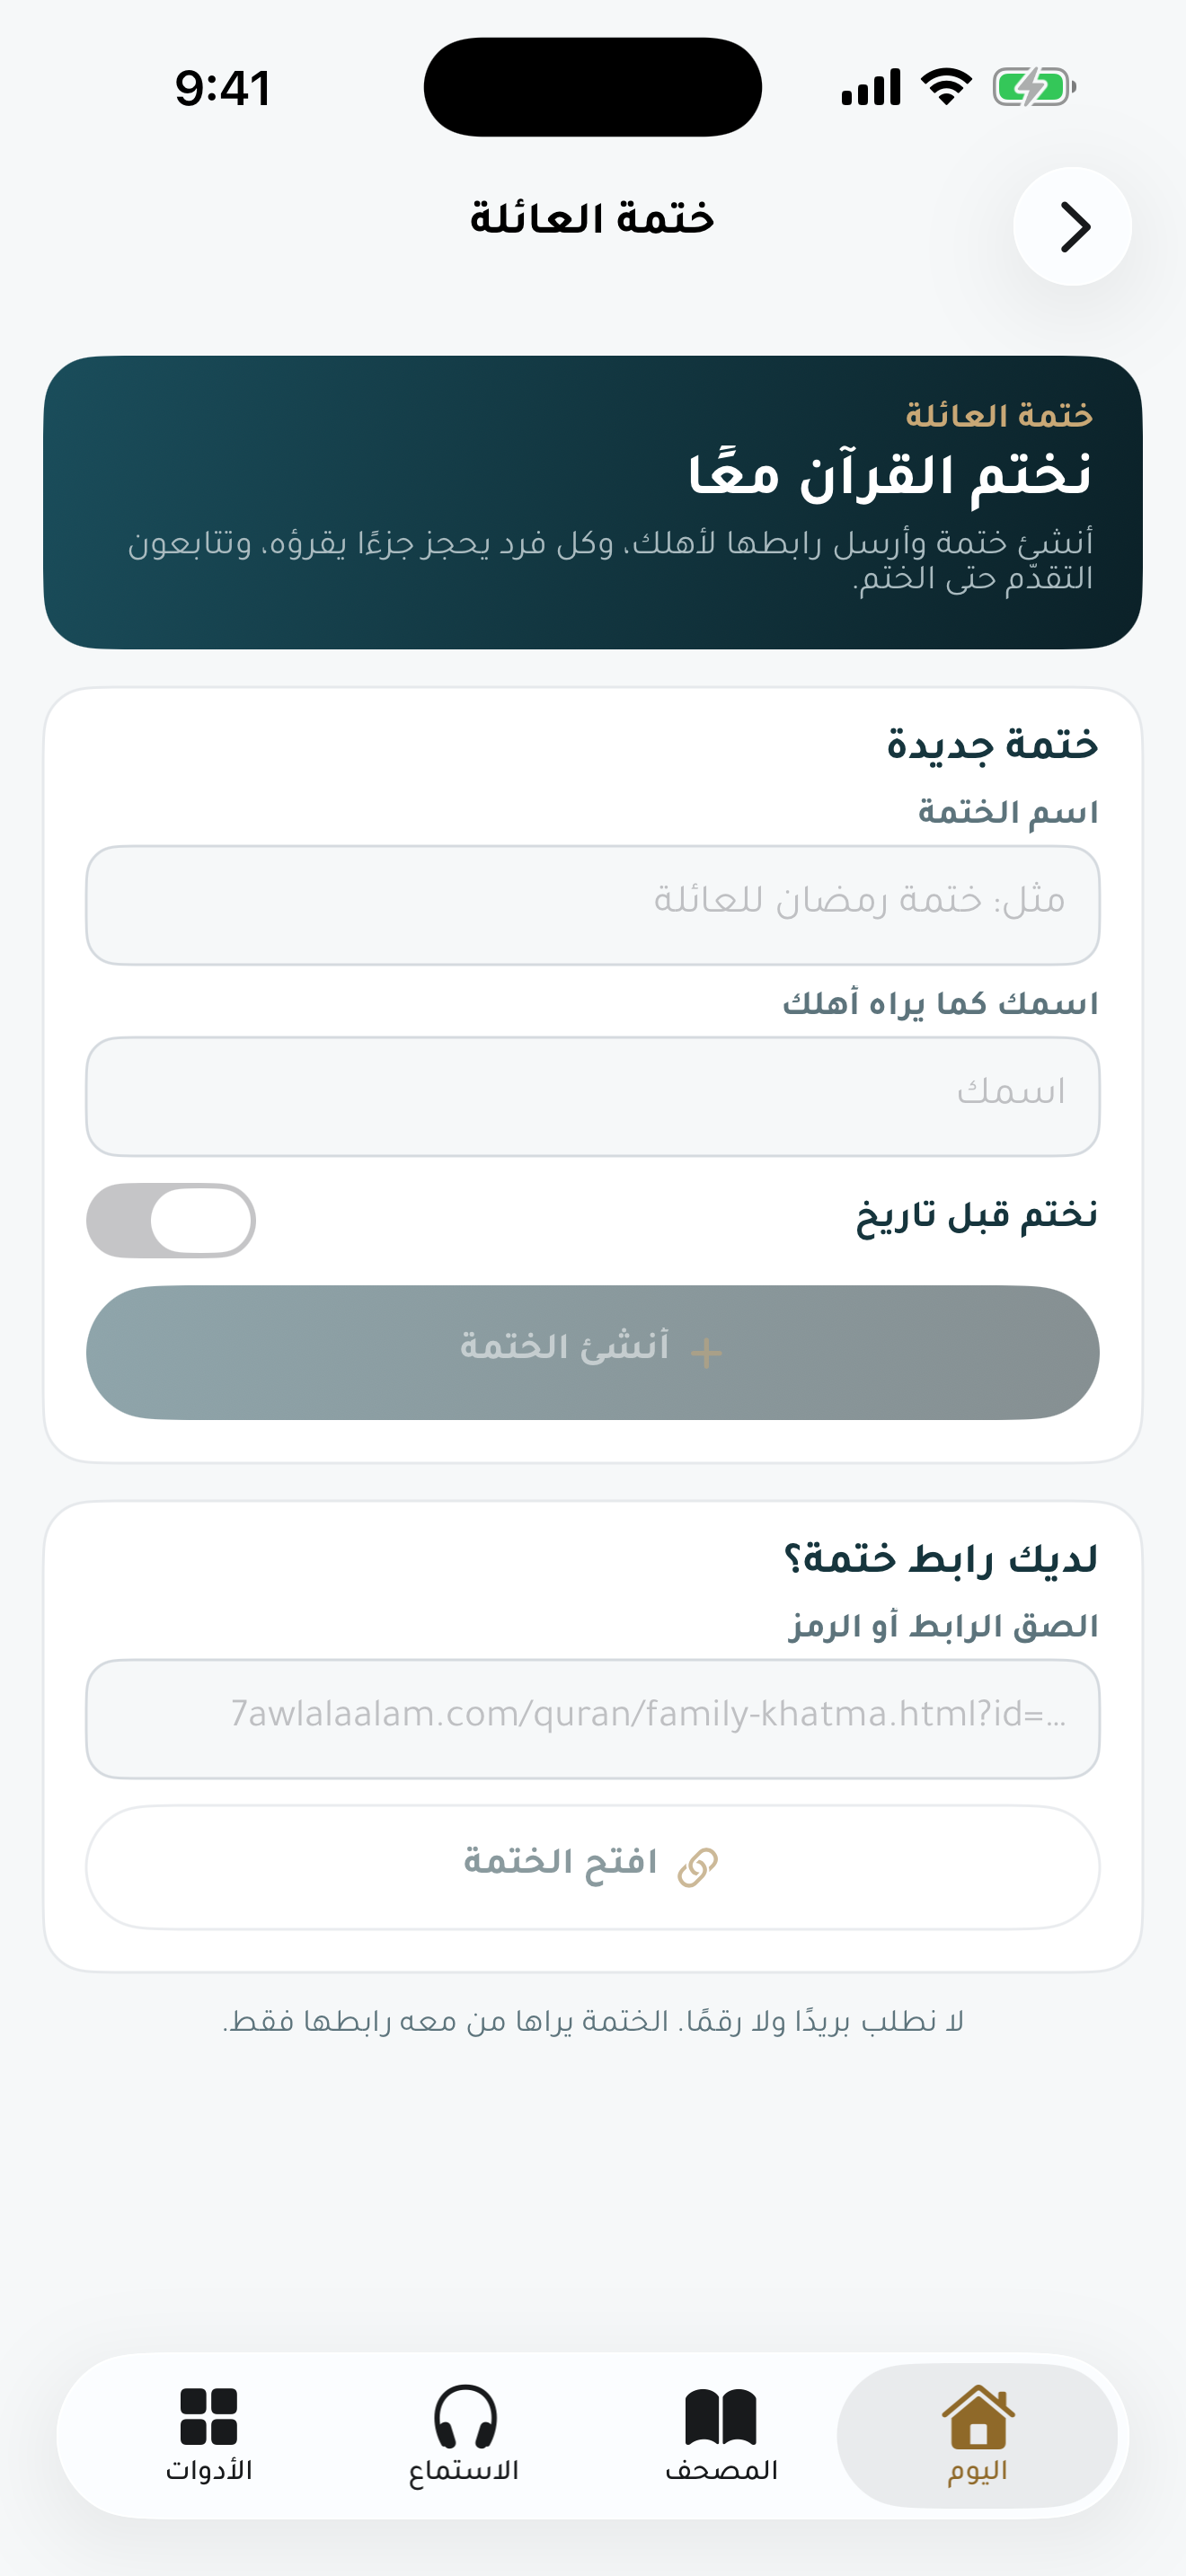 9:41
ختمة العائلة
ختمة العائلة
نختم القرآن معًا
أنشئ ختمة وأرسل رابطها لأهلك، وكل فرد يحجز جزءًا يقرؤه، وتتابعون
التقدّم حتى الختم.
ختمة جديدة
اسم الختمة
مثل: ختمة رمضان للعائلة
اسمك كما يراه أهلك
اسمك
نختم قبل تاريخ
أنشئ الختمة
لديك رابط ختمة؟
الصق الرابط أو الرمز
7awlalaalam.com/quran/family-khatma.html?id=…
افتح الختمة
لا نطلب بريدًا ولا رقمًا. الختمة يراها من معه رابطها فقط.
اليوم
المصحف
الاستماع
الأدوات